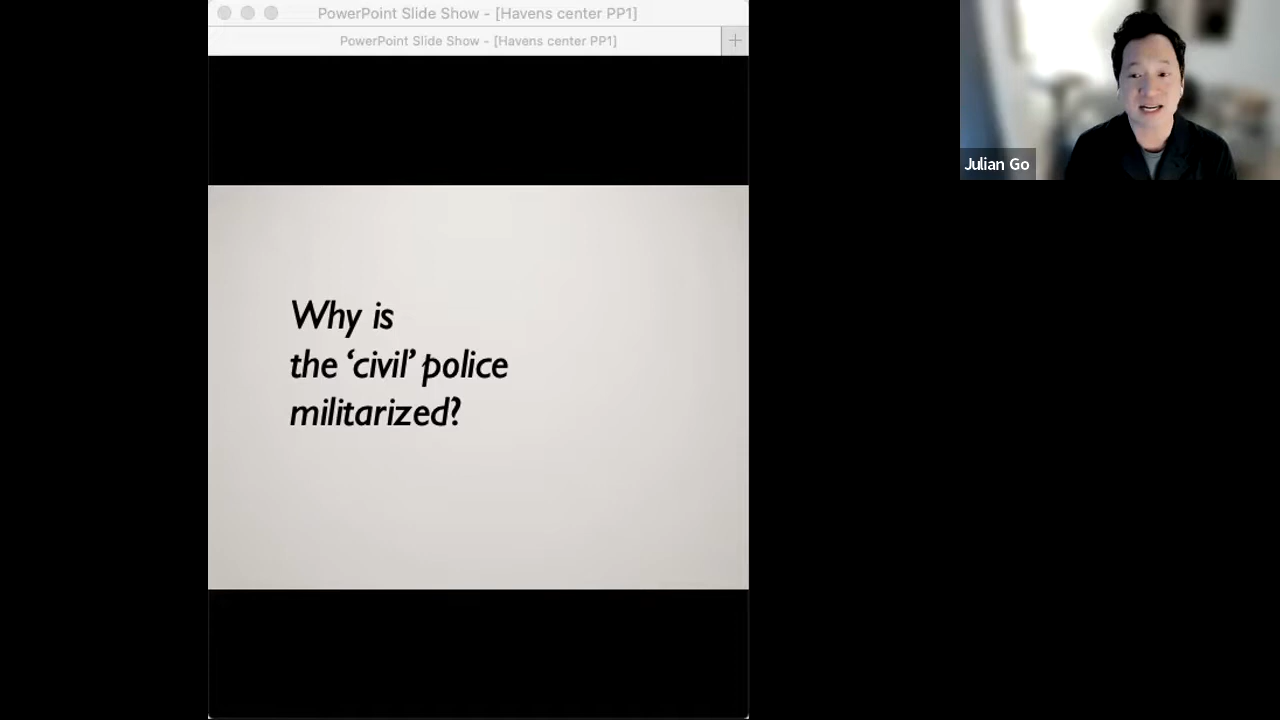 PowerPoint Slide Show - [Havens center PP1]
PowerPoint Slide Show - [Havens center PP1]
Why is
the ‘civil’ police
militarized?
Julian Go